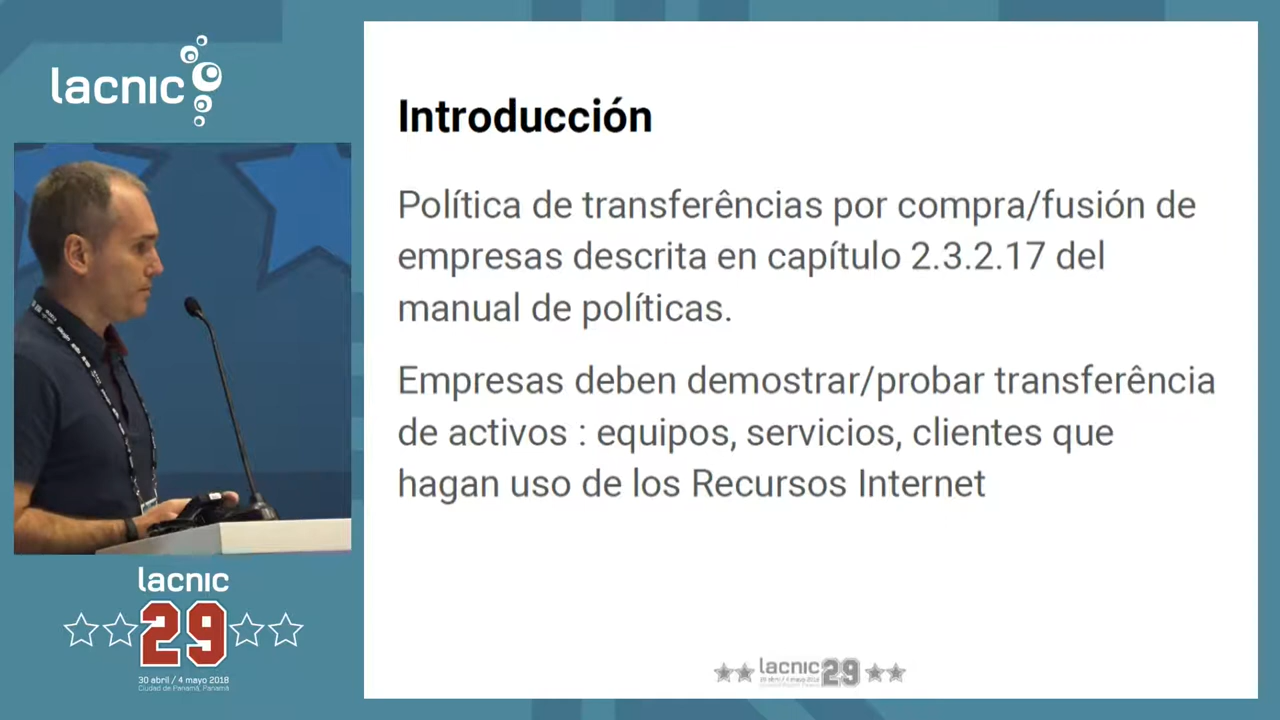 lacnic
Introducción
Política de transferências por compra/fusión de
empresas descrita en capítulo 2.3.2.17 del
manual de políticas.
Empresas deben demostrar/probar transferência
de activos : equipos, servicios, clientes que
hagan uso de los Recursos Internet
lacnic
29
30 abril / 4 mayo 2018
Ciudad de Panamá, Panamá
lacnic 29